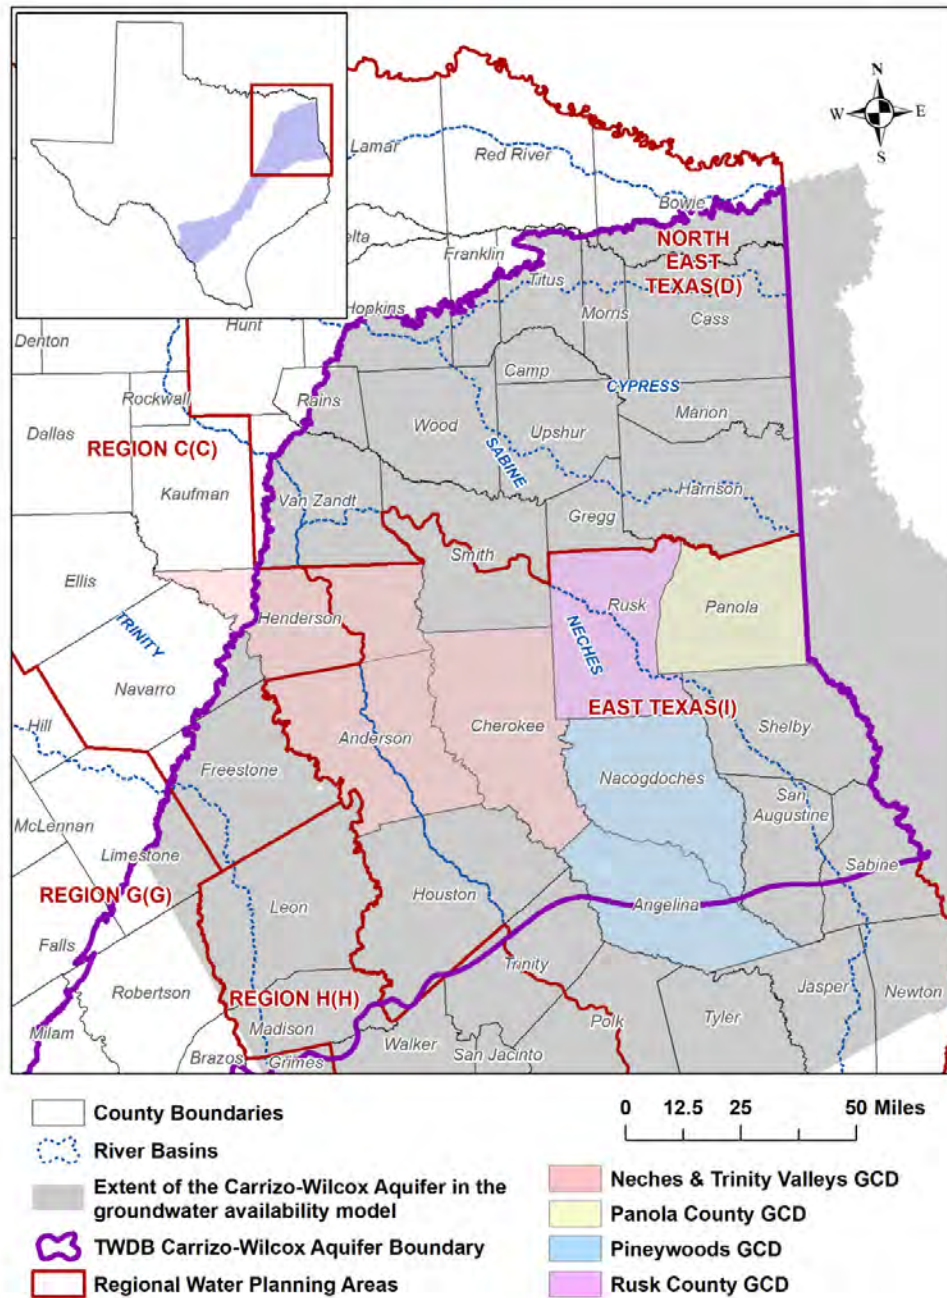 N
W
E
S
Lamar
Red River
Bowie
elta
Franklin
NORTH
EAST
TEXAS(D)
Titus
Hopkins
Morris
Cass
Hunt
Denton
Camp
CYPRESS
Rockwall
Rains
Marion
Dallas
Wood
Upshur
REGION C(C)
SABINE
Kaufman
Van Zandt
Harrison
Gregg
Smith
Ellis
Rusk
Panola
Henderson
TRINITY
NECHES
Navarro
EAST TEXAS(I)
Hill
Anderson
Cherokee
Shelby
Freestone
Nacogdoches
San
Augustine
McLennan
Limestone
Sabine
REGION G(G)
Leon
Houston
Angelina
Falls
Trinity
Robertson
REGION H(H)
Jasper
Newton
Milam
Madison
Polk
Tyler
Brazos
Grimes
Walker
San Jacinto
County Boundaries
River Basins
Extent of the Carrizo-Wilcox Aquifer in the
groundwater availability model
TWDB Carrizo-Wilcox Aquifer Boundary
Regional Water Planning Areas
0 12.5 25 50 Miles
Neches & Trinity Valleys GCD
Panola County GCD
Pineywoods GCD
Rusk County GCD